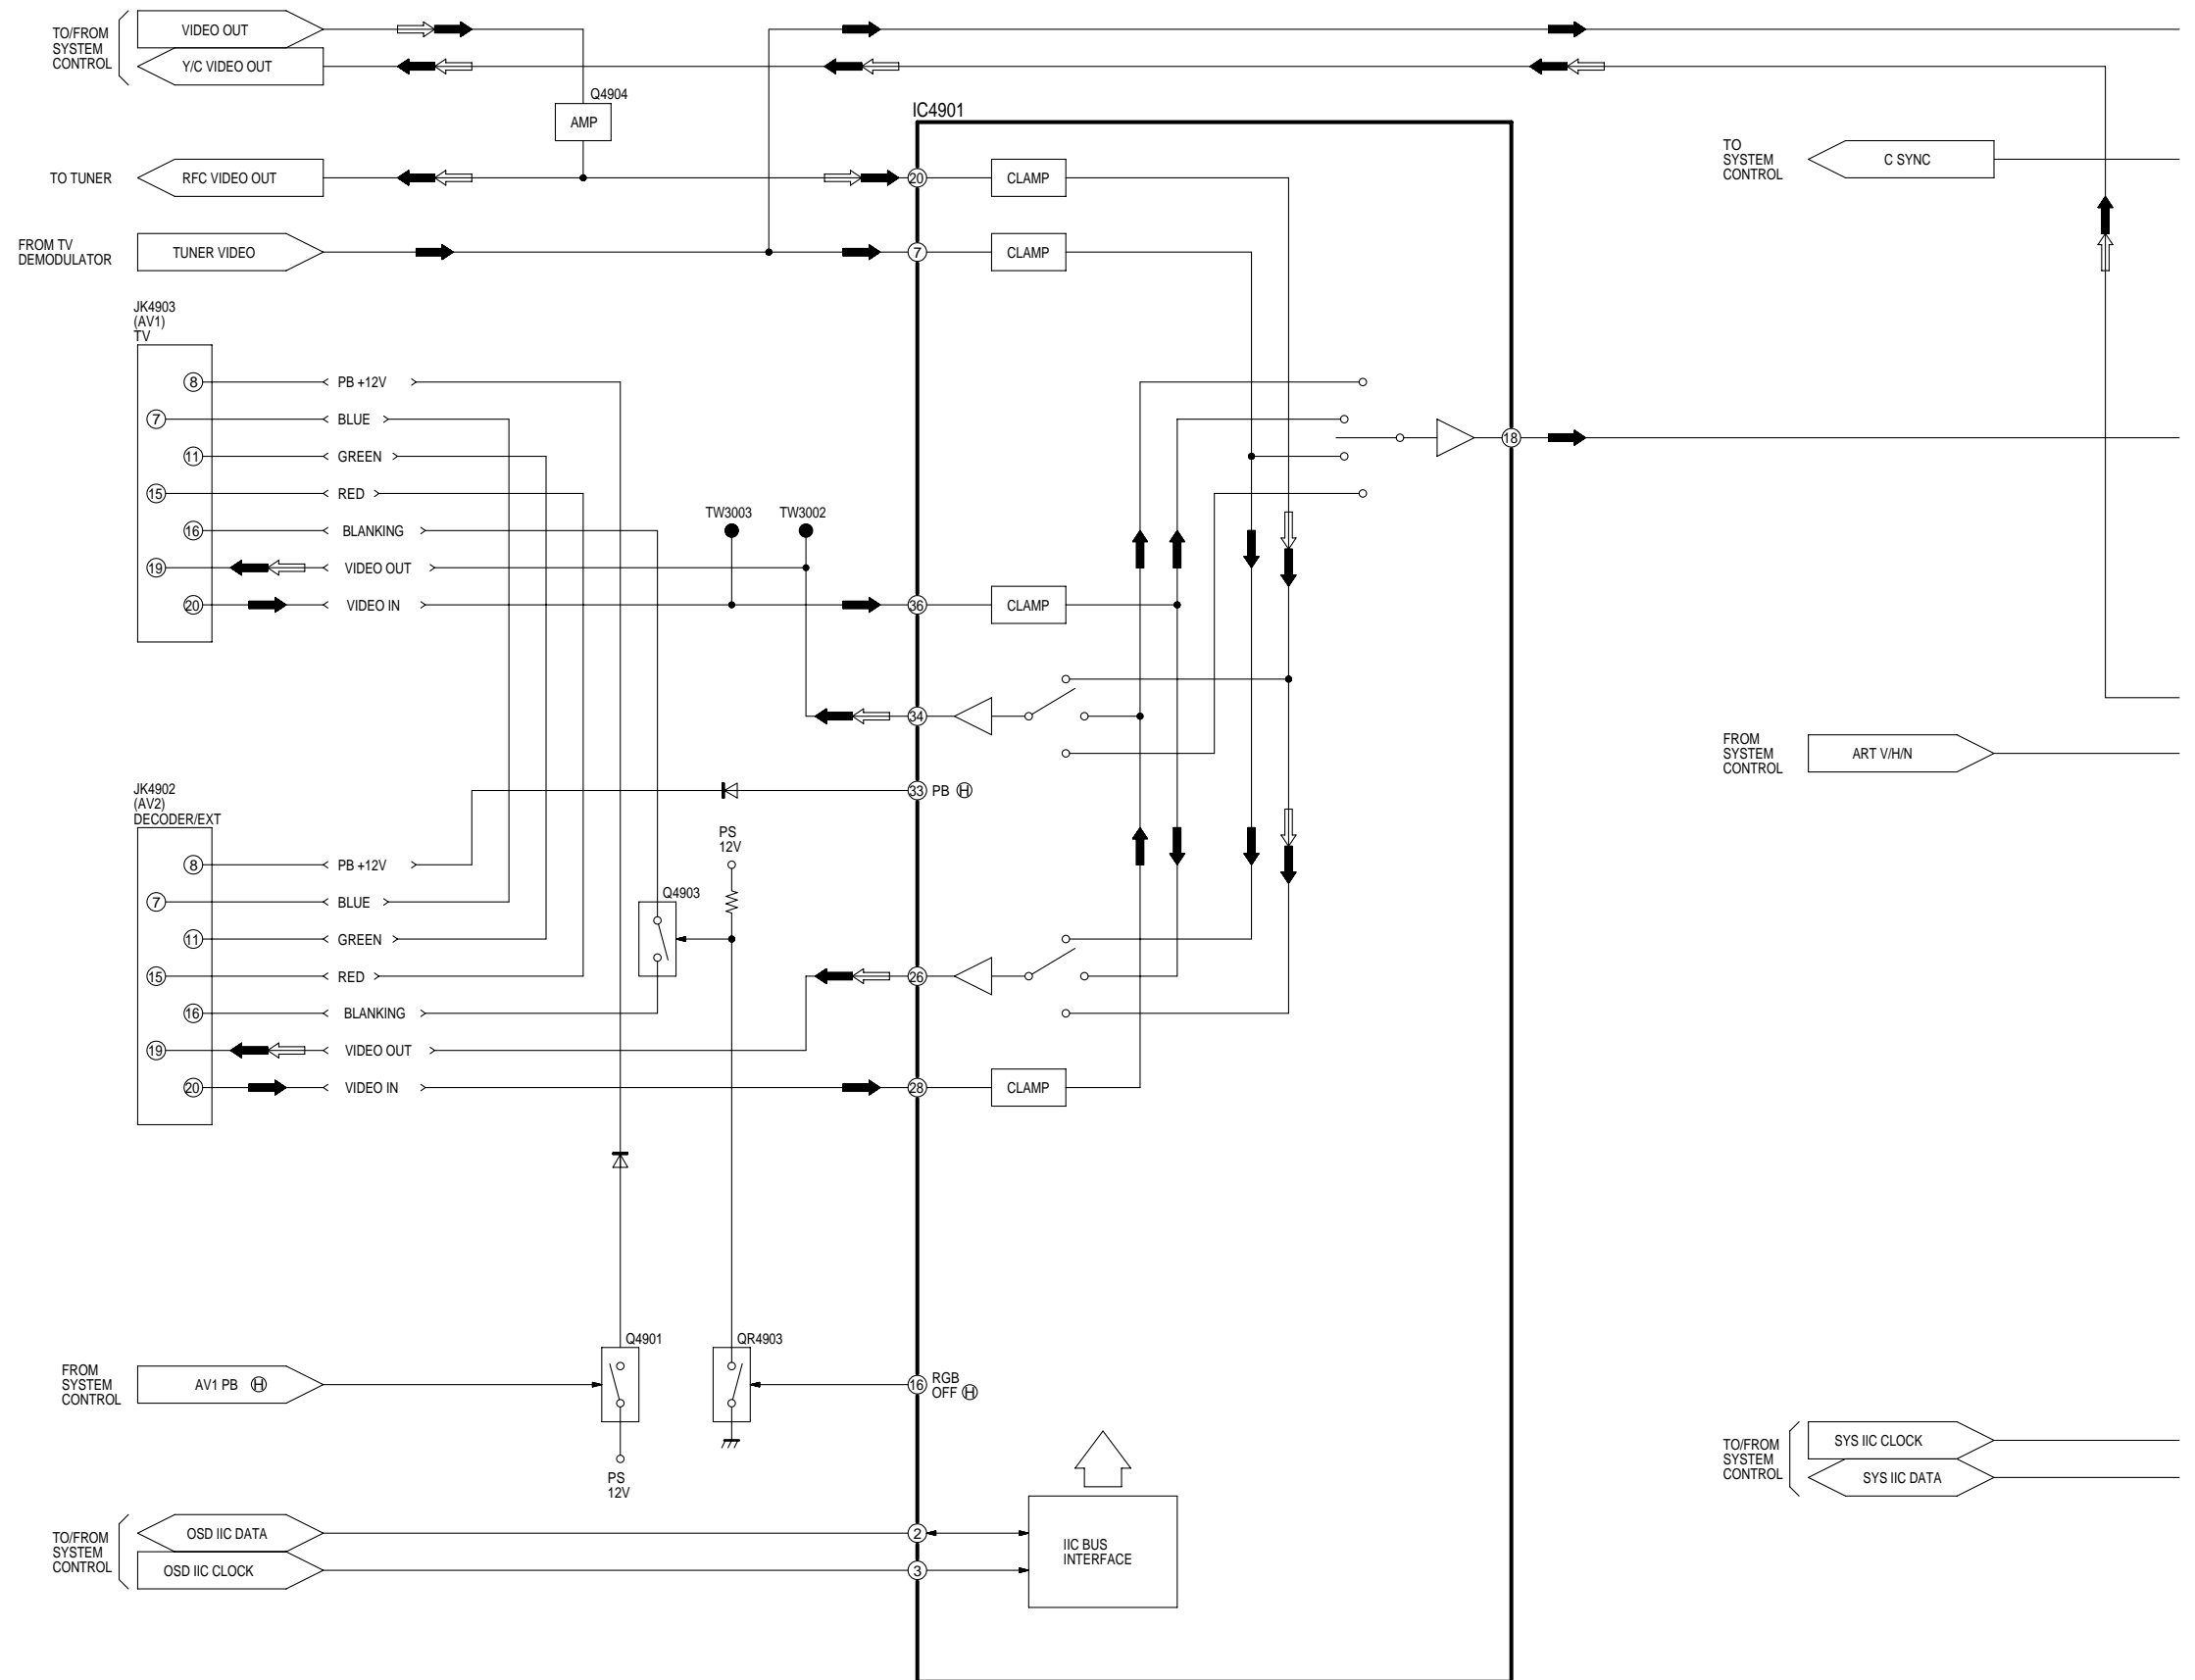 TO/FROM
SYSTEM
CONTROL
VIDEO OUT
Y/C VIDEO OUT
Q4904
AMP
IC4901
TO TUNER
RFC VIDEO OUT
20
CLAMP
TO
SYSTEM
CONTROL
C SYNC
FROM TV
DEMODULATOR
TUNER VIDEO
7
CLAMP
JK4903
(AV1)
TV
8
PB +12V
7
BLUE
11
GREEN
18
15
RED
16
BLANKING
TW3003
TW3002
19
VIDEO OUT
20
VIDEO IN
36
CLAMP
34
FROM
SYSTEM
CONTROL
ART V/H/N
JK4902
(AV2)
DECODER/EXT
33
PB H
PS
12V
8
PB +12V
7
BLUE
Q4903
11
GREEN
15
RED
26
16
BLANKING
19
VIDEO OUT
20
VIDEO IN
28
CLAMP
Q4901
QR4903
FROM
SYSTEM
CONTROL
AV1 PB H
16
RGB
OFF H
PS
12V
TO/FROM
SYSTEM
CONTROL
SYS IIC CLOCK
SYS IIC DATA
TO/FROM
SYSTEM
CONTROL
OSD IIC DATA
OSD IIC CLOCK
2
3
IIC BUS
INTERFACE